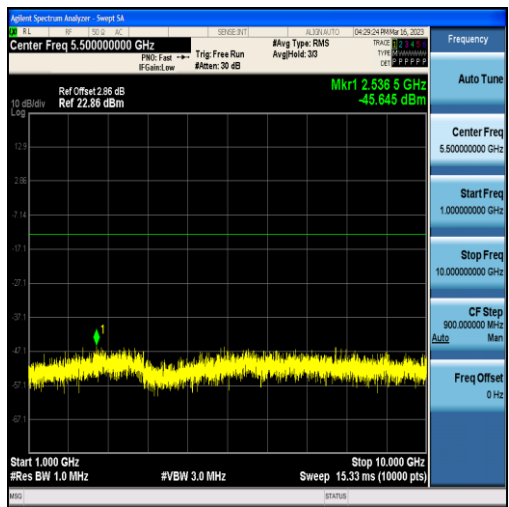 Agilent Spectrum Analyzer - Swept SA
RL RF 50 Ω AC SENSE:INT ALIGN AUTO 04:29:24 PM Mar 16, 2023
Center Freq 5.500000000 GHz #Avg Type: RMS TRACE 1 2 3 4 5 6
PNO: Fast Trig: Free Run Avg|Hold: 3/3 TYPE
IFGain:Low #Atten: 30 dB DET P P P P P P
Frequency
Mkr1 2.536 5 GHz
-45.645 dBm
Ref Offset 2.86 dB
10 dB/div Ref 22.86 dBm
Log
12.9
2.86
-7.14
-17.1
-27.1
-37.1
-47.1
-57.1
-67.1
1
Start 1.000 GHz Stop 10.000 GHz
#Res BW 1.0 MHz #VBW 3.0 MHz Sweep 15.33 ms (10000 pts)
MSG STATUS
Auto Tune
Center Freq
5.500000000 GHz
Start Freq
1.000000000 GHz
Stop Freq
10.000000000 GHz
CF Step
900.000000 MHz
Auto Man
Freq Offset
0 Hz